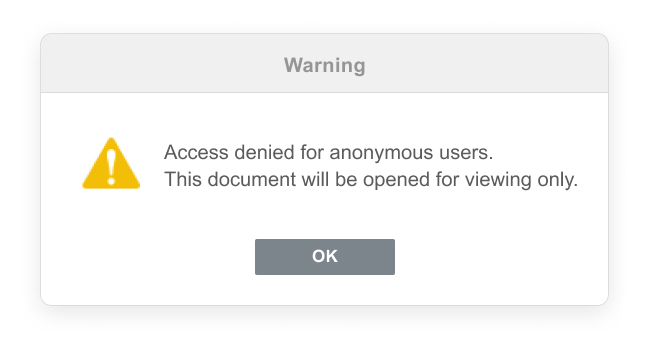 Warning
Access denied for anonymous users.
This document will be opened for viewing only.
OK